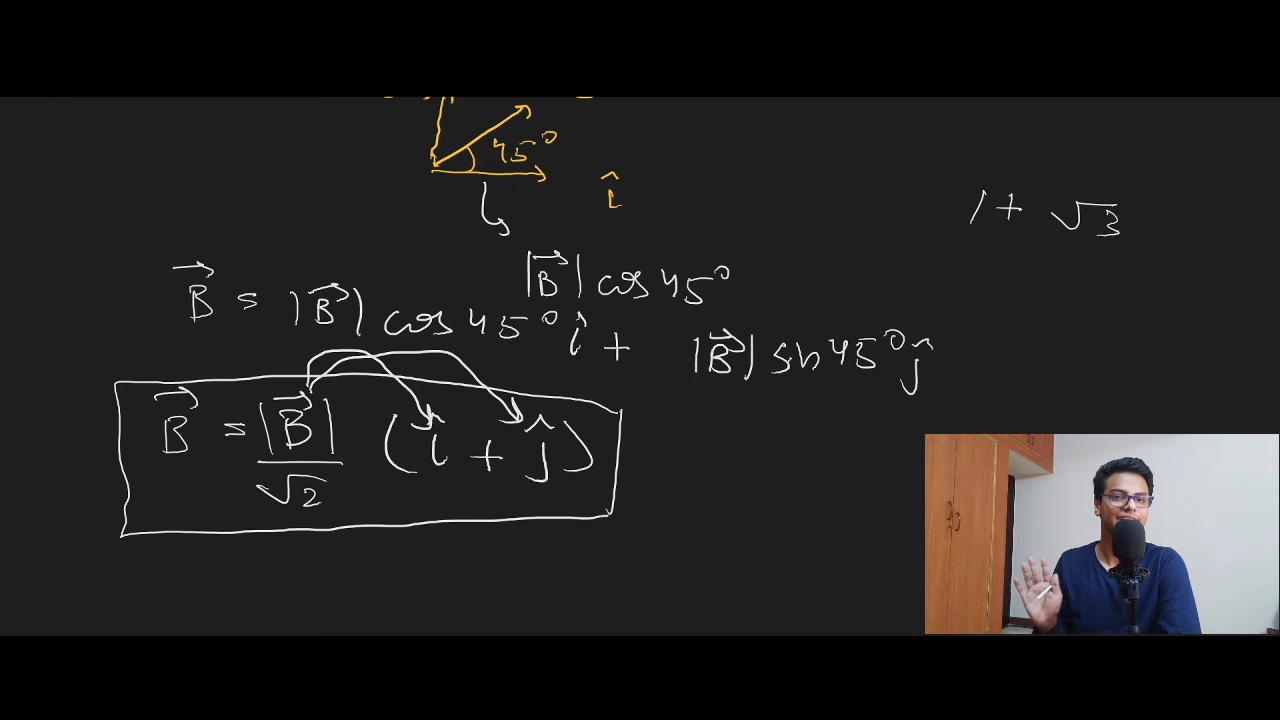 45°
î
1 + √3
|B⃗| cos 45°
B⃗ = |B⃗| cos 45° î + |B⃗| sin 45° ĵ
B⃗ = |B⃗|/√2 (î + ĵ)